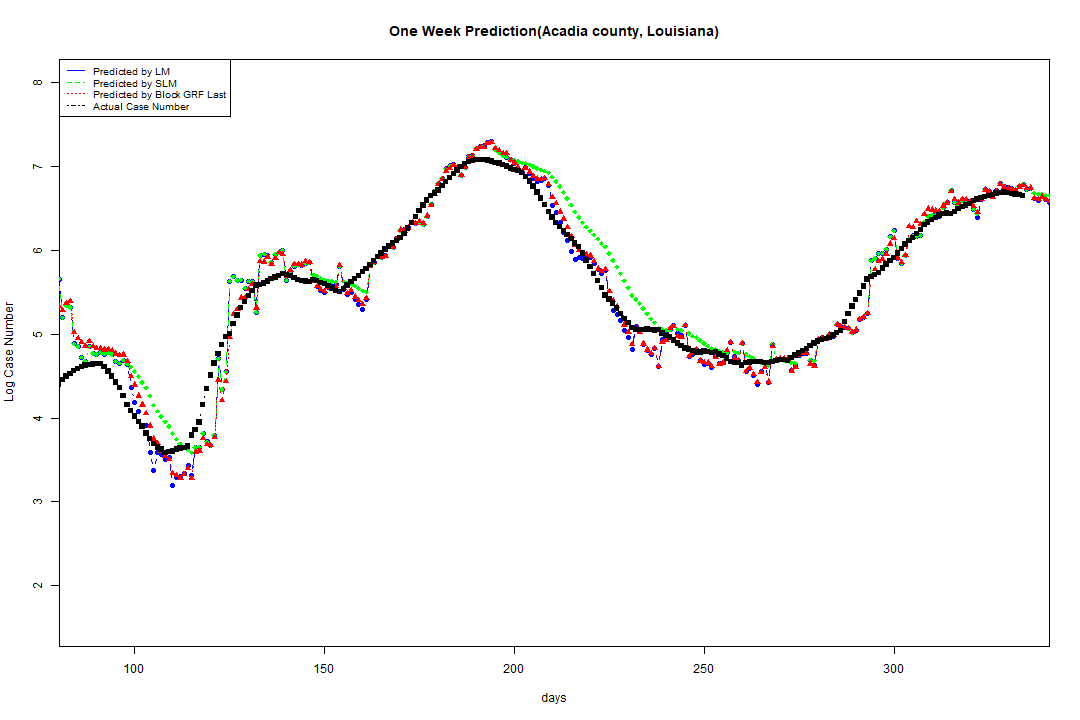 One Week Prediction(Acadia county, Louisiana)
Predicted by LM
Predicted by SLM
Predicted by Block GRF Last
Actual Case Number
8
7
6
5
4
3
2
Log Case Number
100 150 200 250 300
days